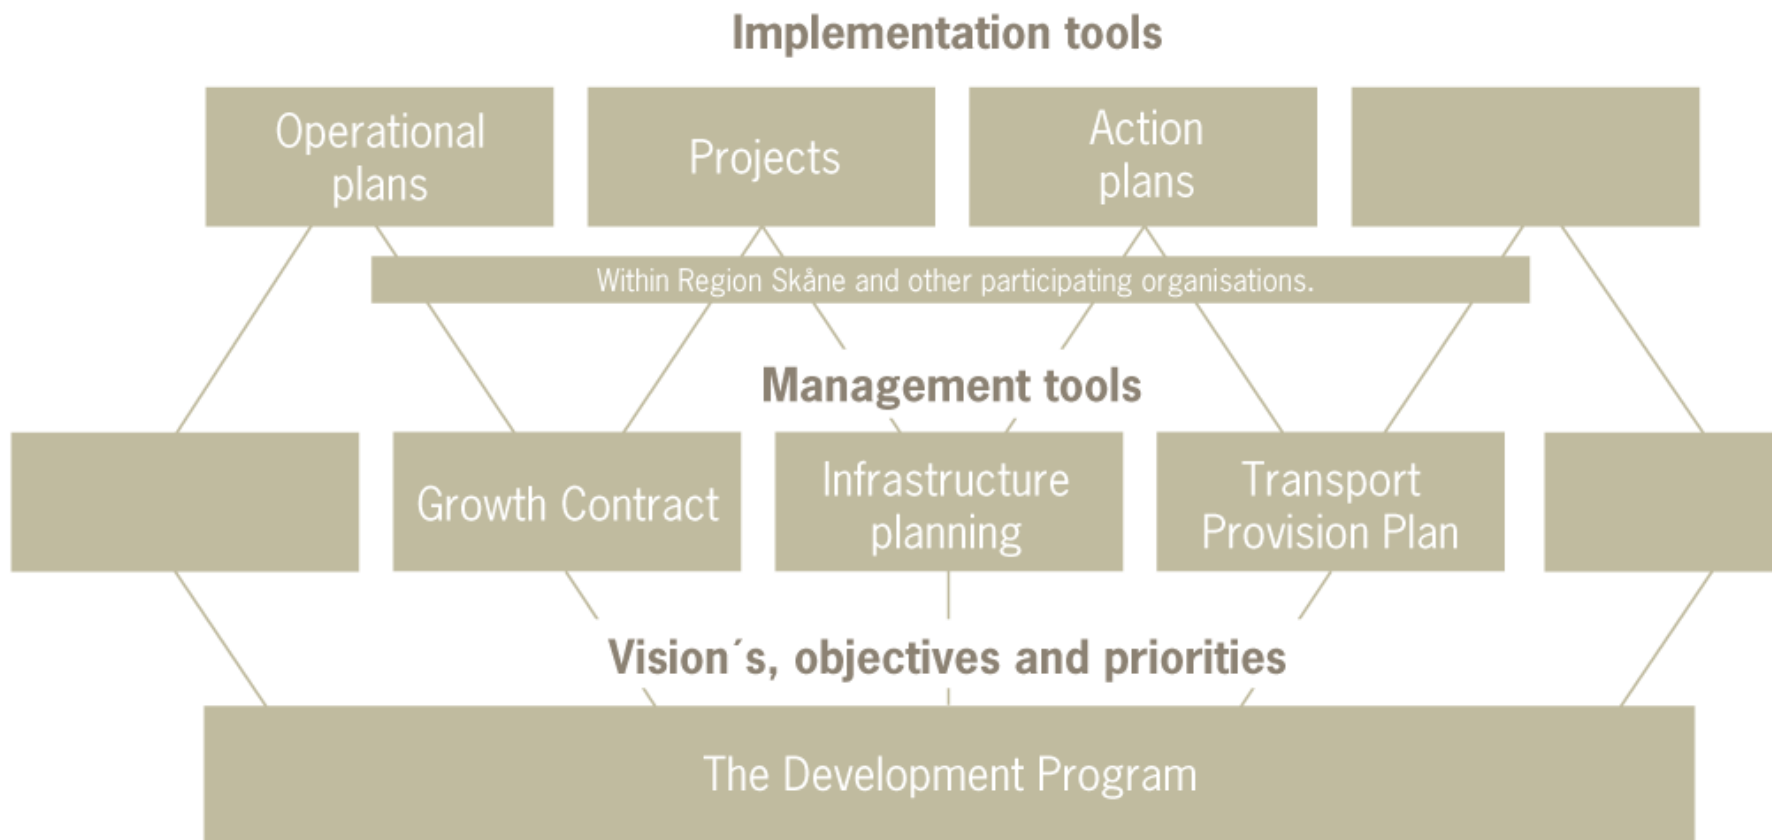 Implementation tools
Operational
plans
Projects
Action
plans
Within Region Skåne and other participating organisations.
Management tools
Growth Contract
Infrastructure
planning
Transport
Provision Plan
Vision´s, objectives and priorities
The Development Program